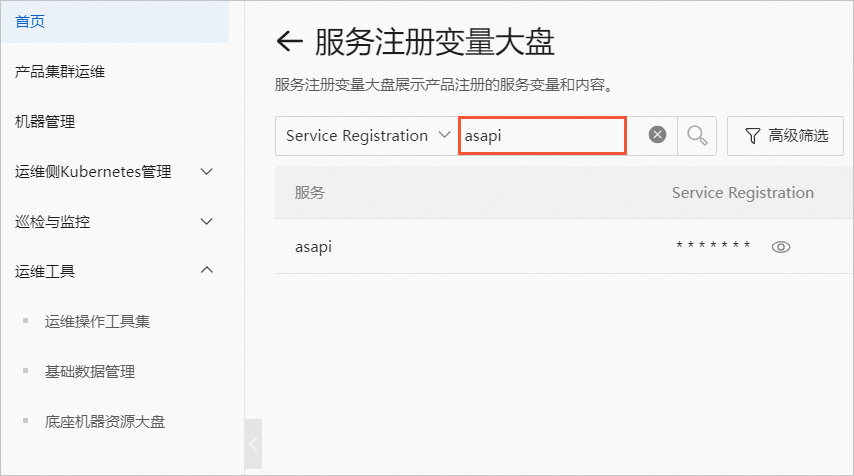 首页
产品集群运维
机器管理
运维侧Kubernetes管理
巡检与监控
运维工具
运维操作工具集
基础数据管理
底座机器资源大盘
服务注册变量大盘
服务注册变量大盘展示产品注册的服务变量和内容。
Service Registration asapi 高级筛选
服务 Service Registration
asapi *******